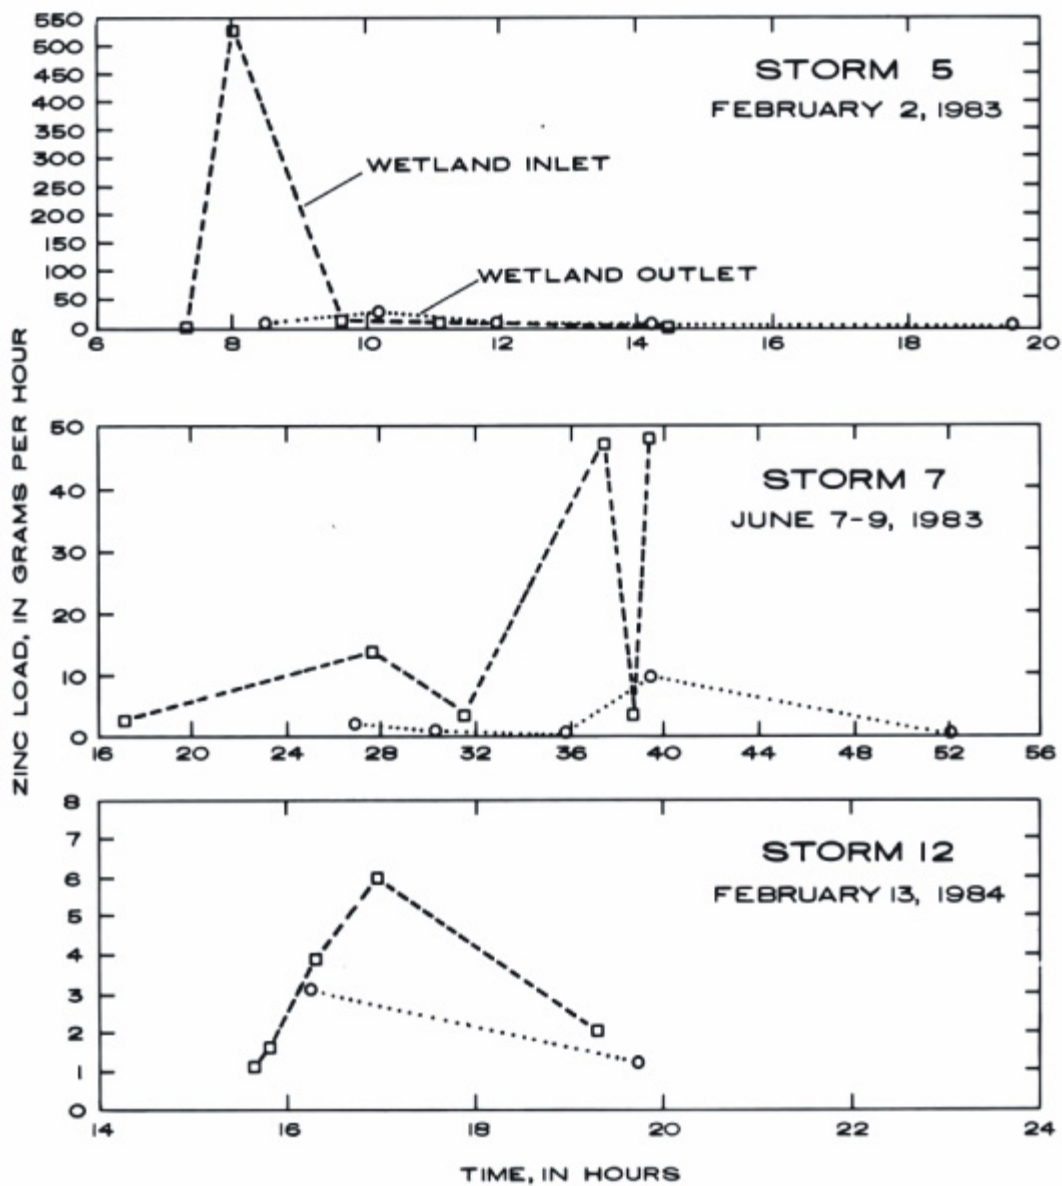 ZINC LOAD, IN GRAMS PER HOUR
550
500
450
400
350
300
250
200
150
100
50
0
6 8 10 12 14 16 18 20
STORM 5
FEBRUARY 2, 1983
WETLAND INLET
WETLAND OUTLET
50
40
30
20
10
0
16 20 24 28 32 36 40 44 48 52 56
STORM 7
JUNE 7-9, 1983
8
7
6
5
4
3
2
1
0
14 16 18 20 22 24
STORM 12
FEBRUARY 13, 1984
TIME, IN HOURS